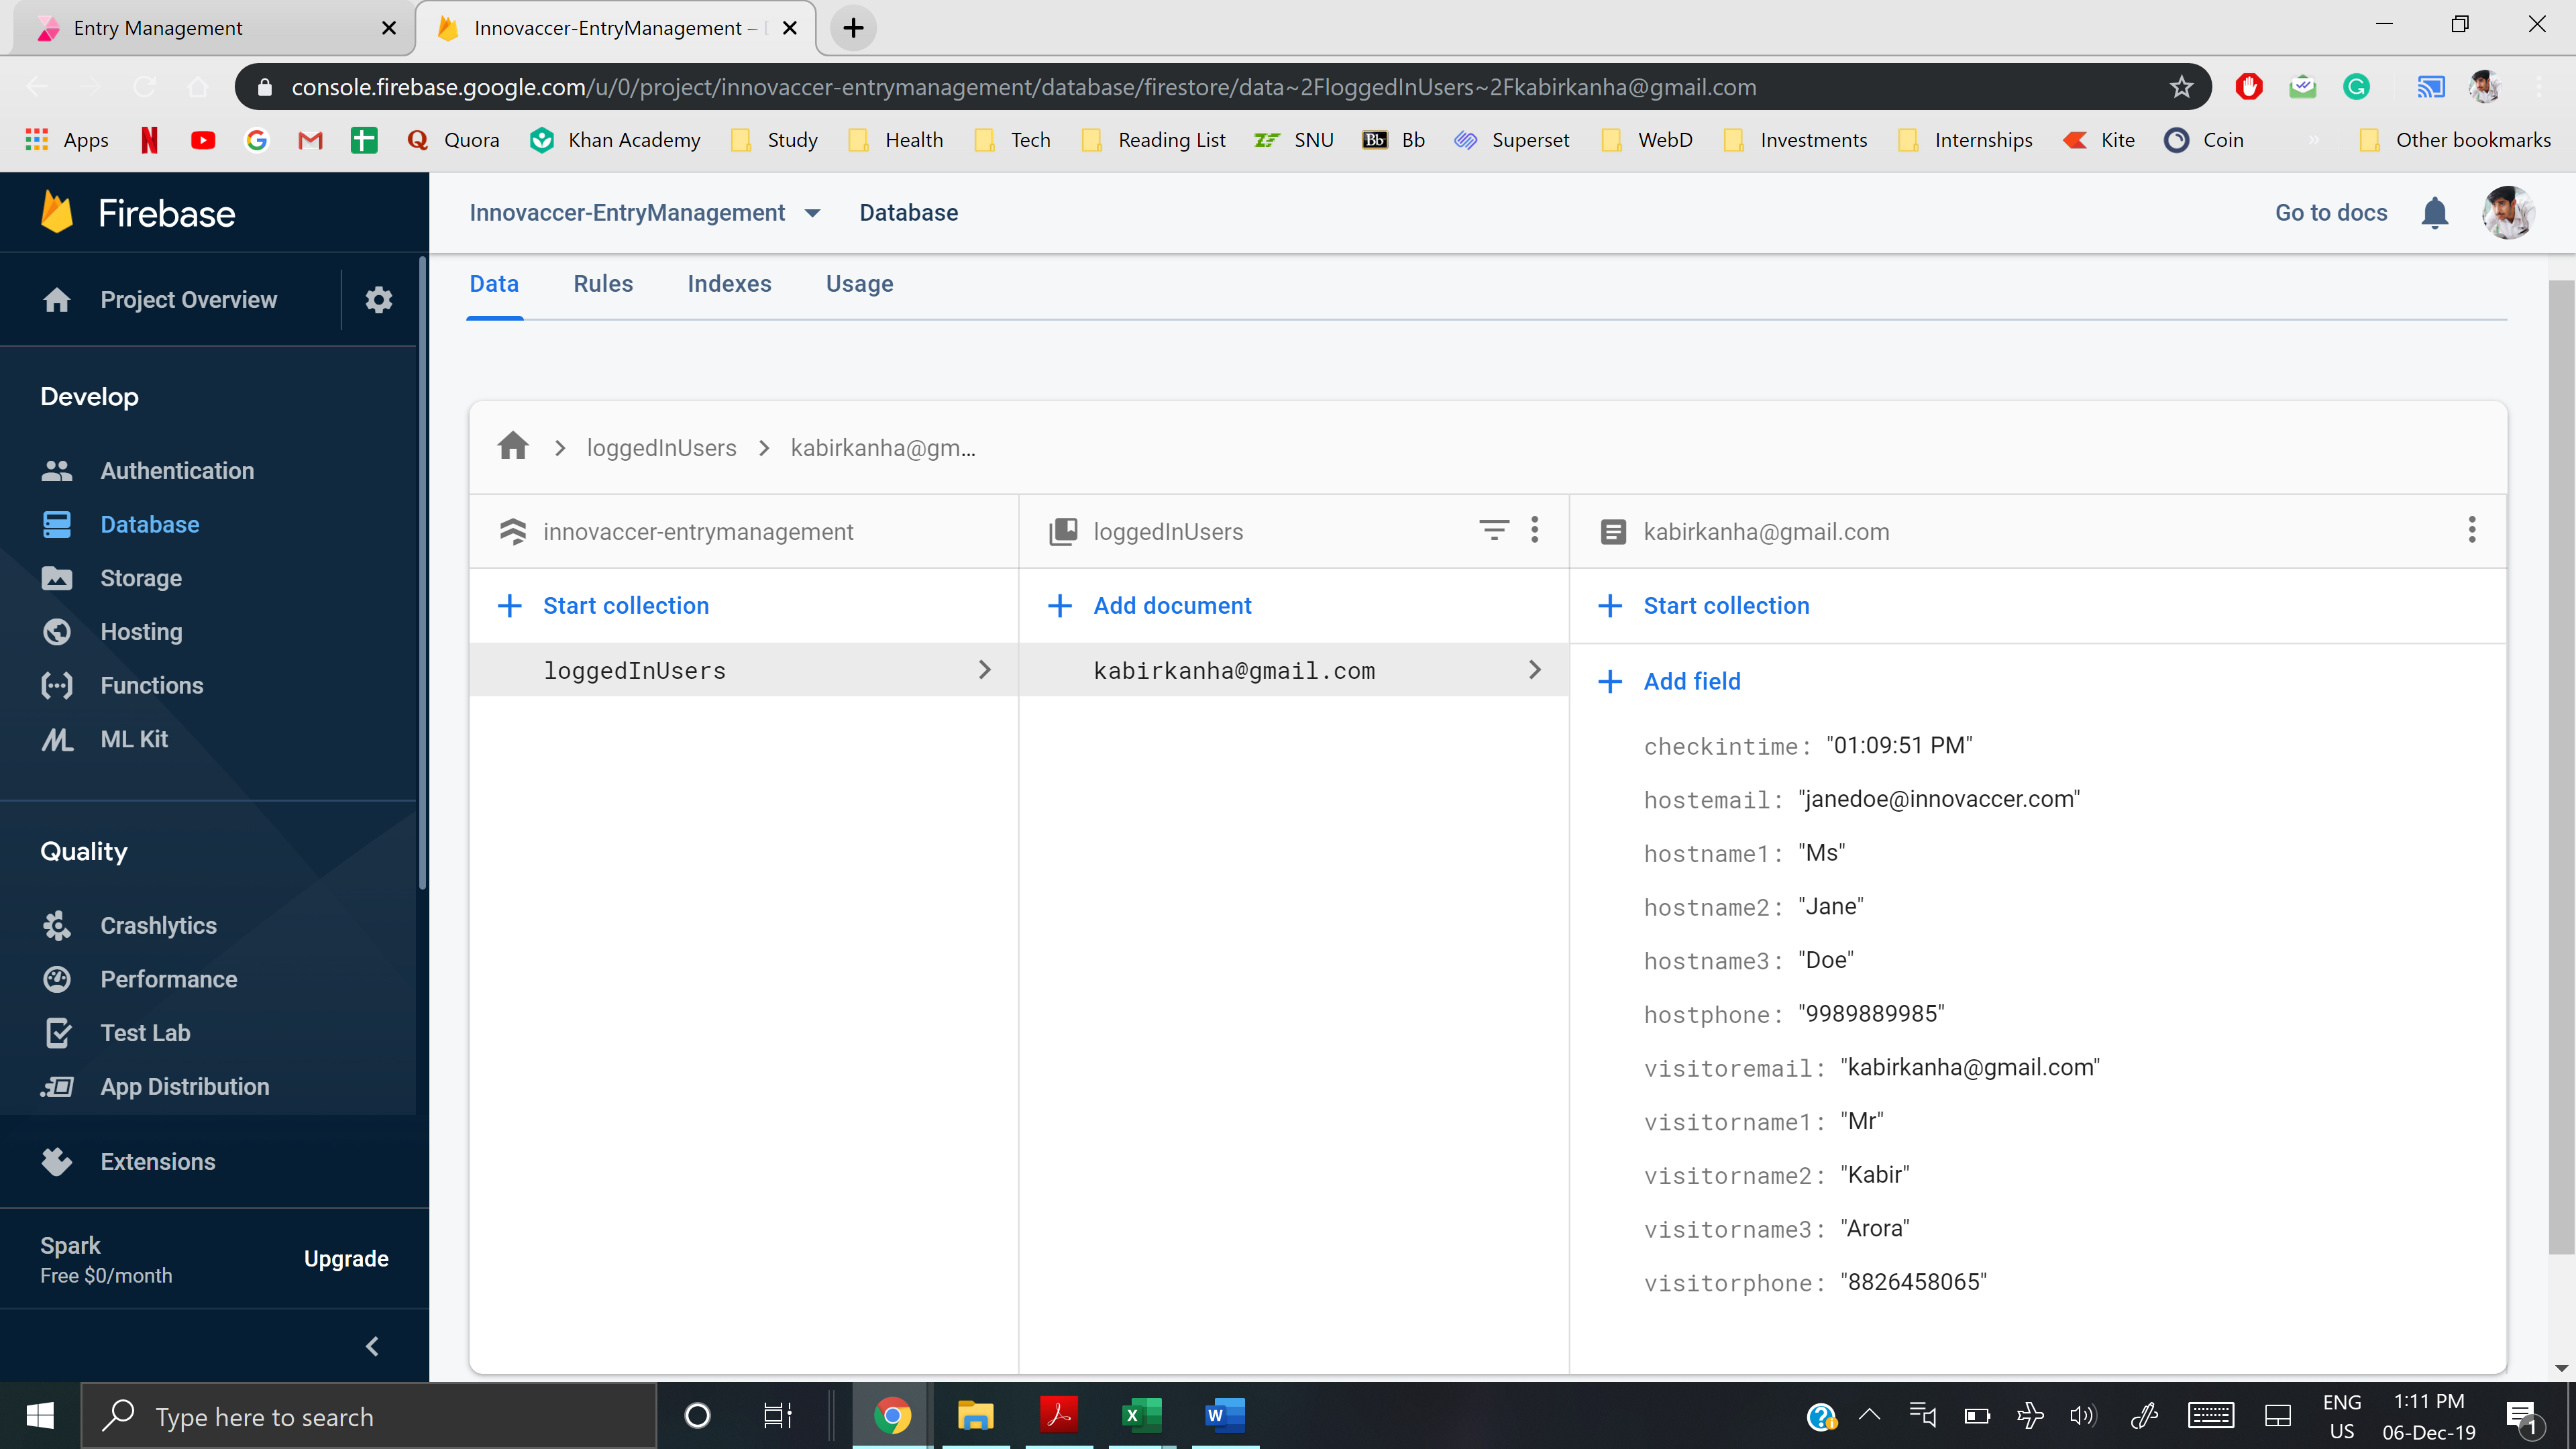 Entry Management
Innovaccer-EntryManagement –
console.firebase.google.com/u/0/project/innovaccer-entrymanagement/database/firestore/data~2FloggedInUsers~2Fkabirkanha@gmail.com
Apps Quora Khan Academy Study Health Tech Reading List SNU Bb Bb Superset WebD Investments Internships Kite Coin » Other bookmarks
Firebase
Innovaccer-EntryManagement Database Go to docs
Project Overview
Data Rules Indexes Usage
Develop
Authentication
Database
Storage
Hosting
Functions
ML Kit
Quality
Crashlytics
Performance
Test Lab
App Distribution
Extensions
Spark
Free $0/month
Upgrade
loggedInUsers kabirkanha@gm...
innovaccer-entrymanagement
Start collection
loggedInUsers
loggedInUsers
Add document
kabirkanha@gmail.com
kabirkanha@gmail.com
Start collection
Add field
checkintime: "01:09:51 PM"
hostemail: "janedoe@innovaccer.com"
hostname1: "Ms"
hostname2: "Jane"
hostname3: "Doe"
hostphone: "9989889985"
visitoremail: "kabirkanha@gmail.com"
visitorname1: "Mr"
visitorname2: "Kabir"
visitorname3: "Arora"
visitorphone: "8826458065"
Type here to search
ENG
US
1:11 PM
06-Dec-19
1